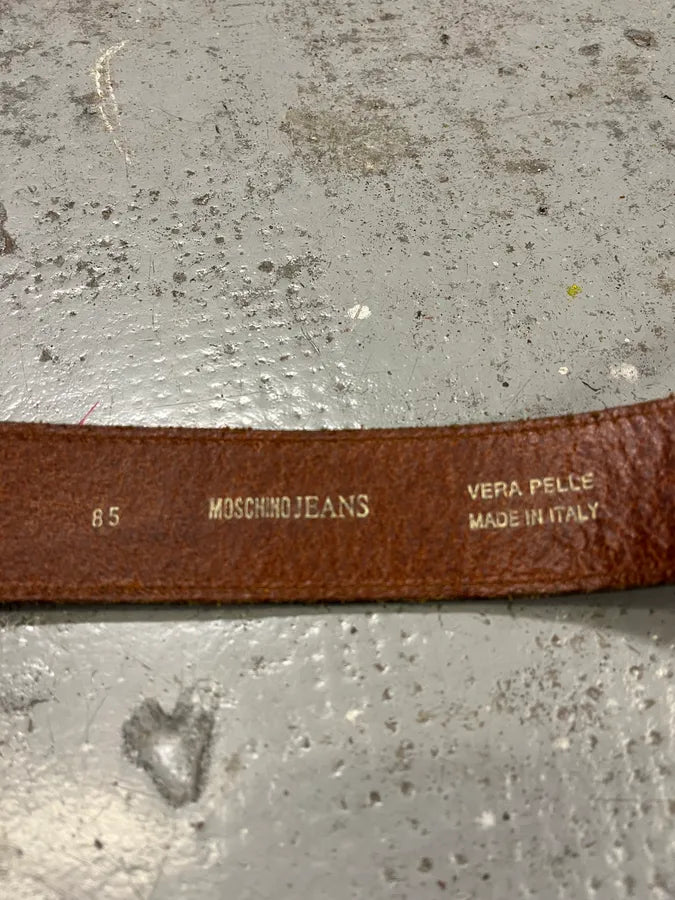 85
MOSCHINO JEANS
VERA PELLE
MADE IN ITALY